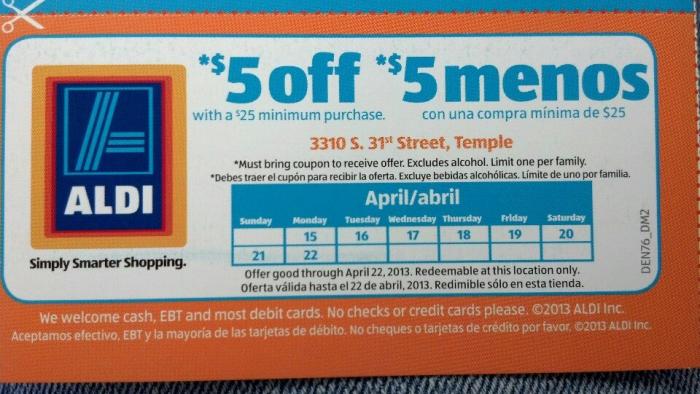 *$5 off *$5 menos
with a $25 minimum purchase. con una compra mínima de $25
3310 S. 31st Street, Temple
*Must bring coupon to receive offer. Excludes alcohol. Limit one per family.
*Debes traer el cupón para recibir la oferta. Excluye bebidas alcohólicas. Límite de uno por familia.
ALDI
Simply Smarter Shopping.
April/abril
Sunday Monday Tuesday Wednesday Thursday Friday Saturday
15 16 17 18 19 20
21 22
Offer good through April 22, 2013. Redeemable at this location only.
Oferta válida hasta el 22 de abril, 2013. Redimible sólo en esta tienda.
DEN76_DM2
We welcome cash, EBT and most debit cards. No checks or credit cards please. ©2013 ALDI Inc.
Aceptamos efectivo, EBT y la mayoría de las tarjetas de débito. No cheques o tarjetas de crédito por favor. ©2013 ALDI Inc.